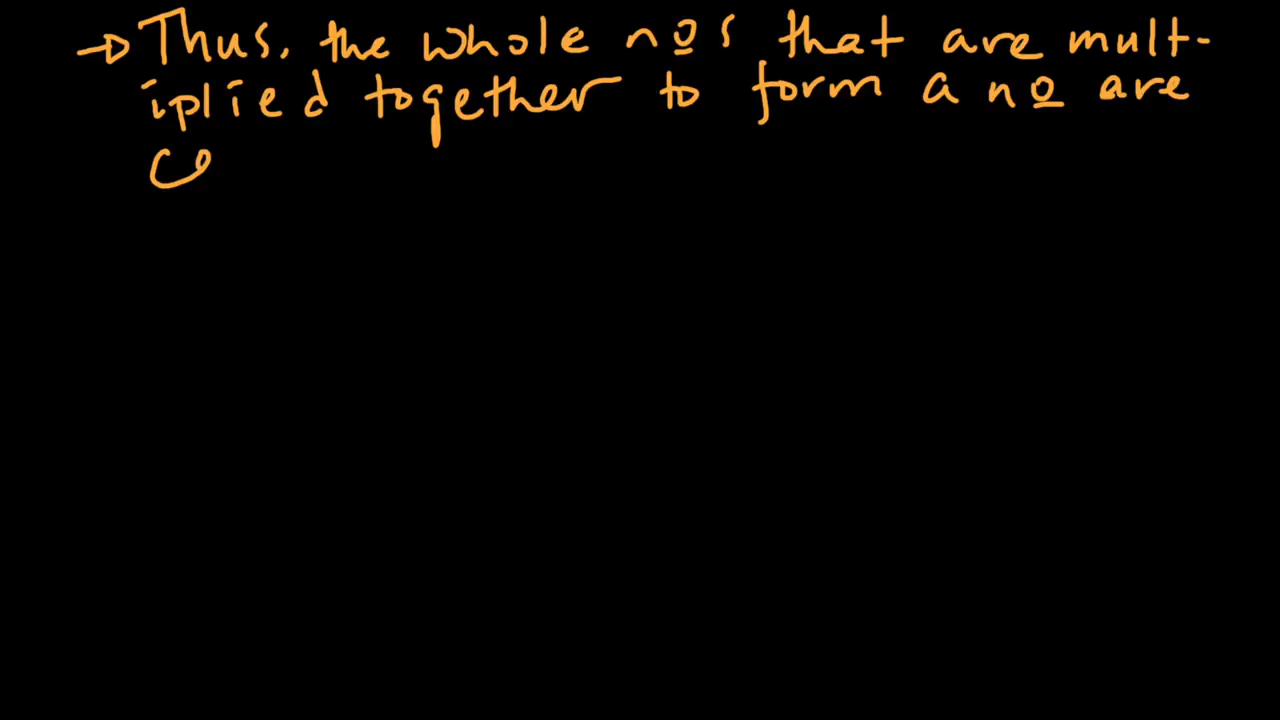 → Thus, the whole nos that are mult-
iplied together to form a no are